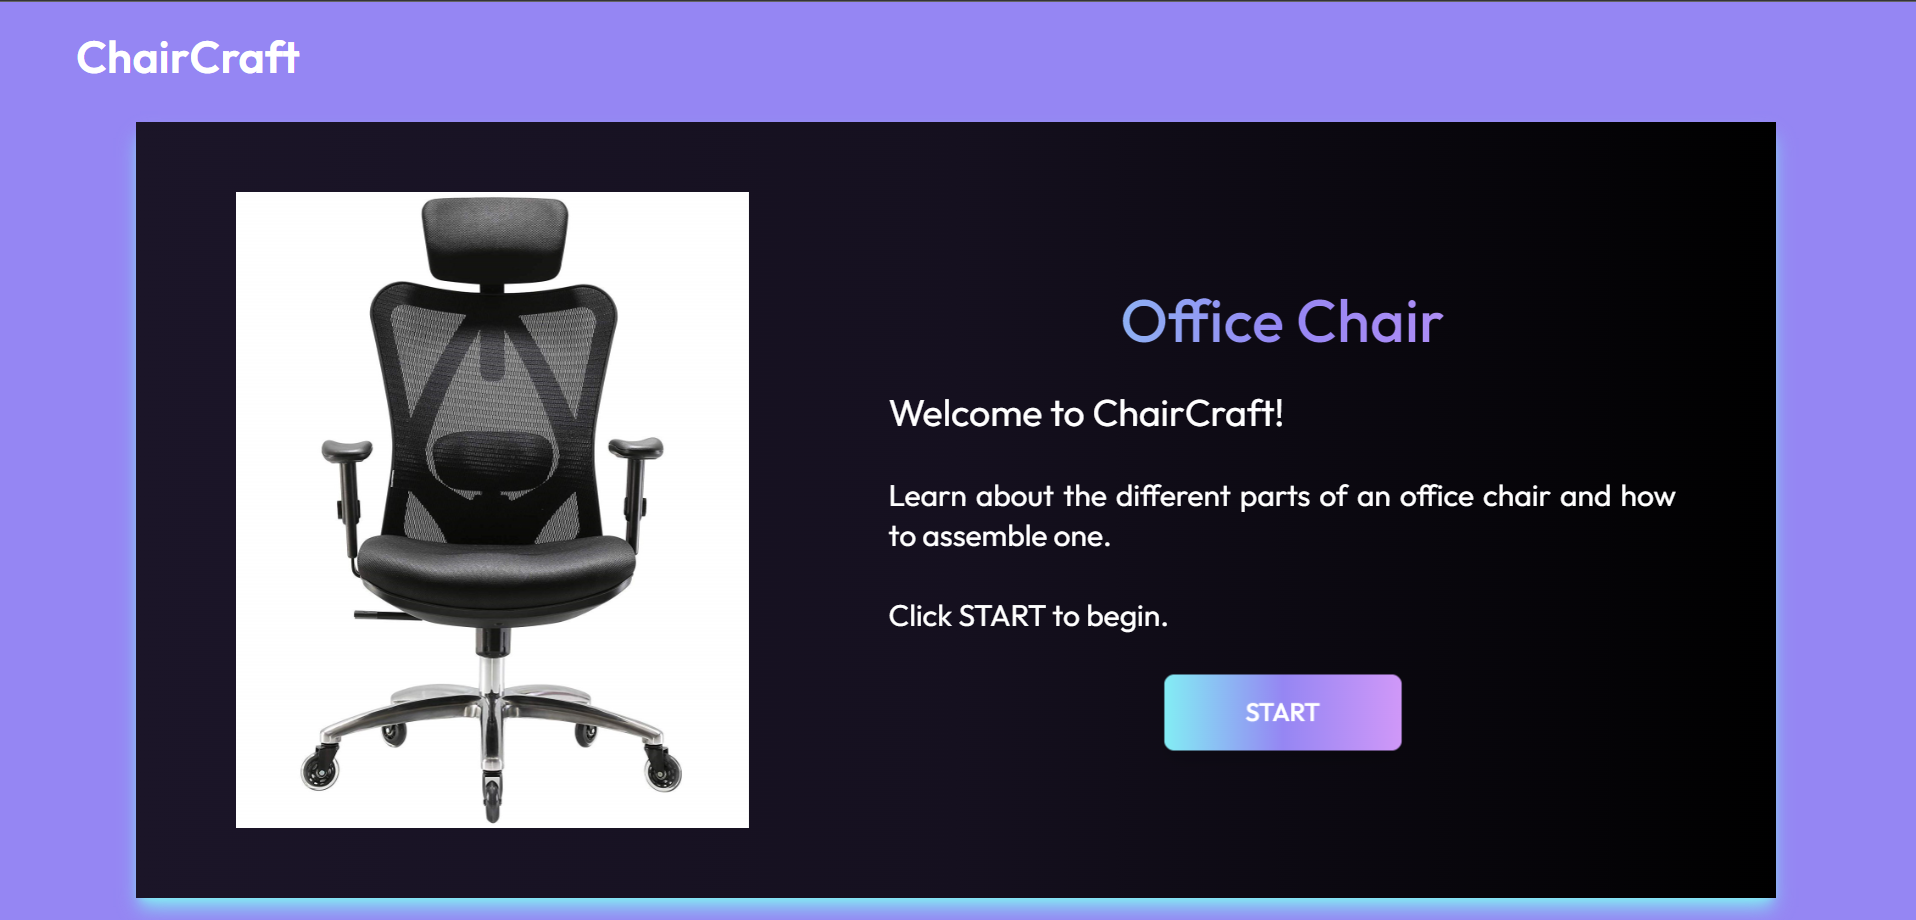 ChairCraft
Office Chair
Welcome to ChairCraft!
Learn about the different parts of an office chair and how
to assemble one.
Click START to begin.
START